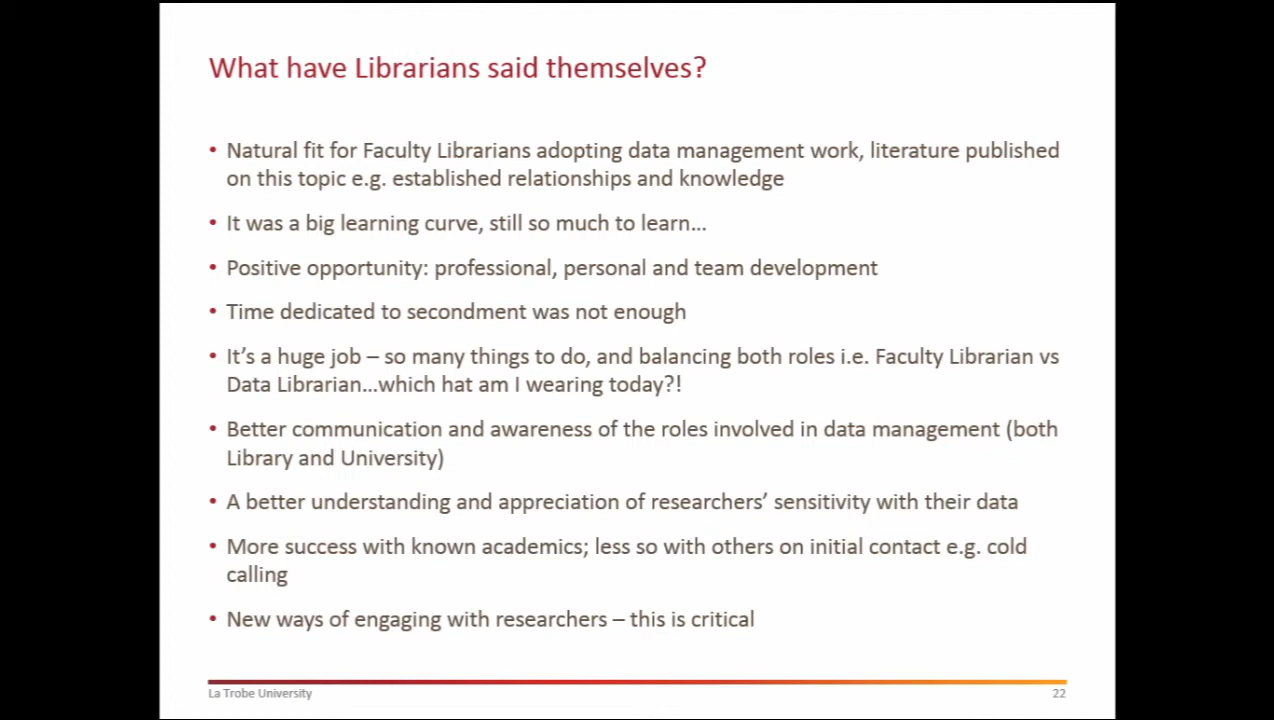 What have Librarians said themselves?
• Natural fit for Faculty Librarians adopting data management work, literature published
on this topic e.g. established relationships and knowledge
• It was a big learning curve, still so much to learn...
• Positive opportunity: professional, personal and team development
• Time dedicated to secondment was not enough
• It’s a huge job – so many things to do, and balancing both roles i.e. Faculty Librarian vs
Data Librarian...which hat am I wearing today?!
• Better communication and awareness of the roles involved in data management (both
Library and University)
• A better understanding and appreciation of researchers’ sensitivity with their data
• More success with known academics; less so with others on initial contact e.g. cold
calling
• New ways of engaging with researchers – this is critical
La Trobe University 22